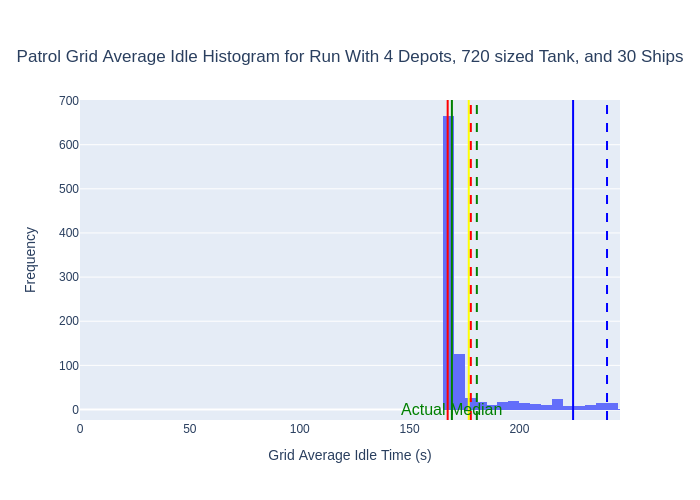 Patrol Grid Average Idle Histogram for Run With 4 Depots, 720 sized Tank, and 30 Ships
700
600
500
400
300
200
100
0
Frequency
Actual Median
0 50 100 150 200
Grid Average Idle Time (s)